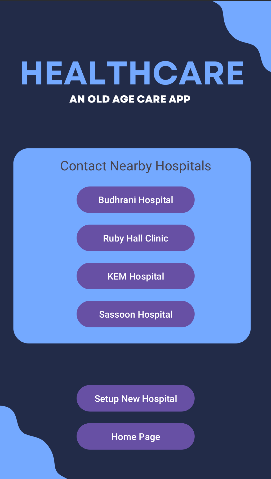 HEALTHCARE
AN OLD AGE CARE APP
Contact Nearby Hospitals
Budhrani Hospital
Ruby Hall Clinic
KEM Hospital
Sassoon Hospital
Setup New Hospital
Home Page